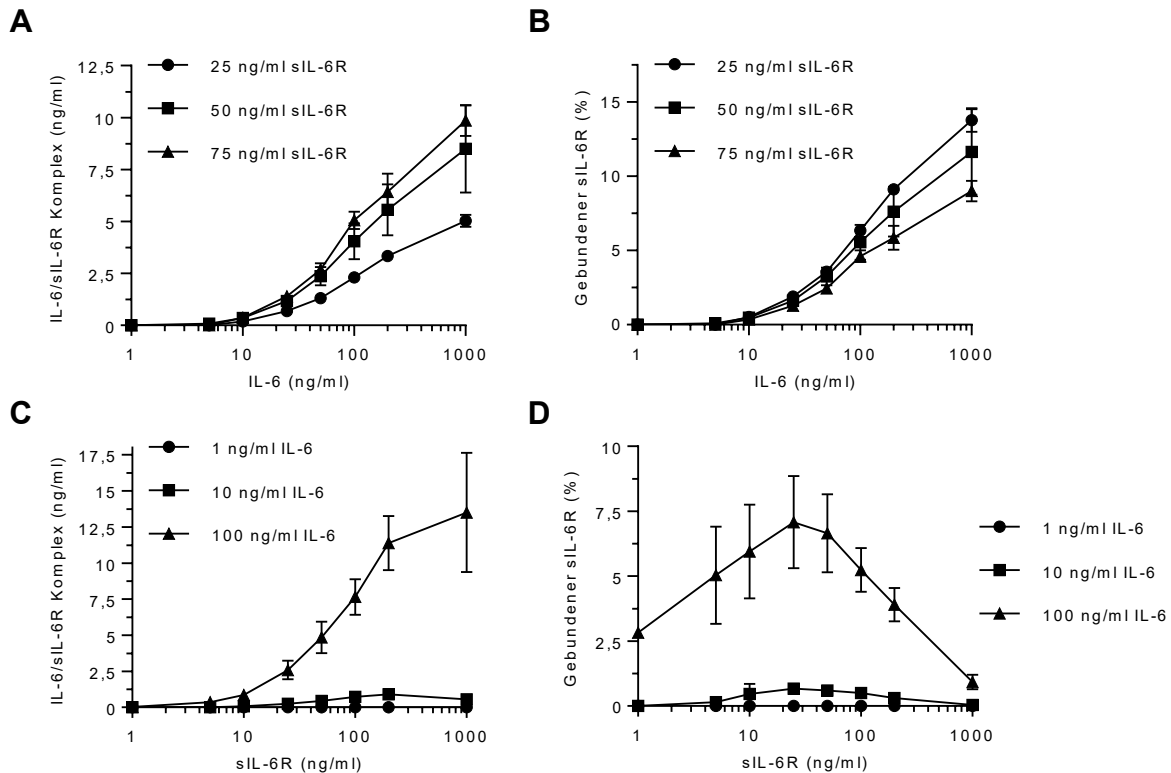 A
IL-6/sIL-6R Komplex (ng/ml)
12,5
10
7.5
5
2.5
0
25 ng/ml sIL-6R
50 ng/ml sIL-6R
75 ng/ml sIL-6R
1 10 100 1000
IL-6 (ng/ml)
B
Gebundener sIL-6R (%)
15
10
5
0
25 ng/ml sIL-6R
50 ng/ml sIL-6R
75 ng/ml sIL-6R
1 10 100 1000
IL-6 (ng/ml)
C
IL-6/sIL-6R Komplex (ng/ml)
17,5
15
12,5
10
7,5
5
2,5
0
1 ng/ml IL-6
10 ng/ml IL-6
100 ng/ml IL-6
1 10 100 1000
sIL-6R (ng/ml)
D
Gebundener sIL-6R (%)
10
7,5
5
2,5
0
1 10 100 1000
sIL-6R (ng/ml)
1 ng/ml IL-6
10 ng/ml IL-6
100 ng/ml IL-6